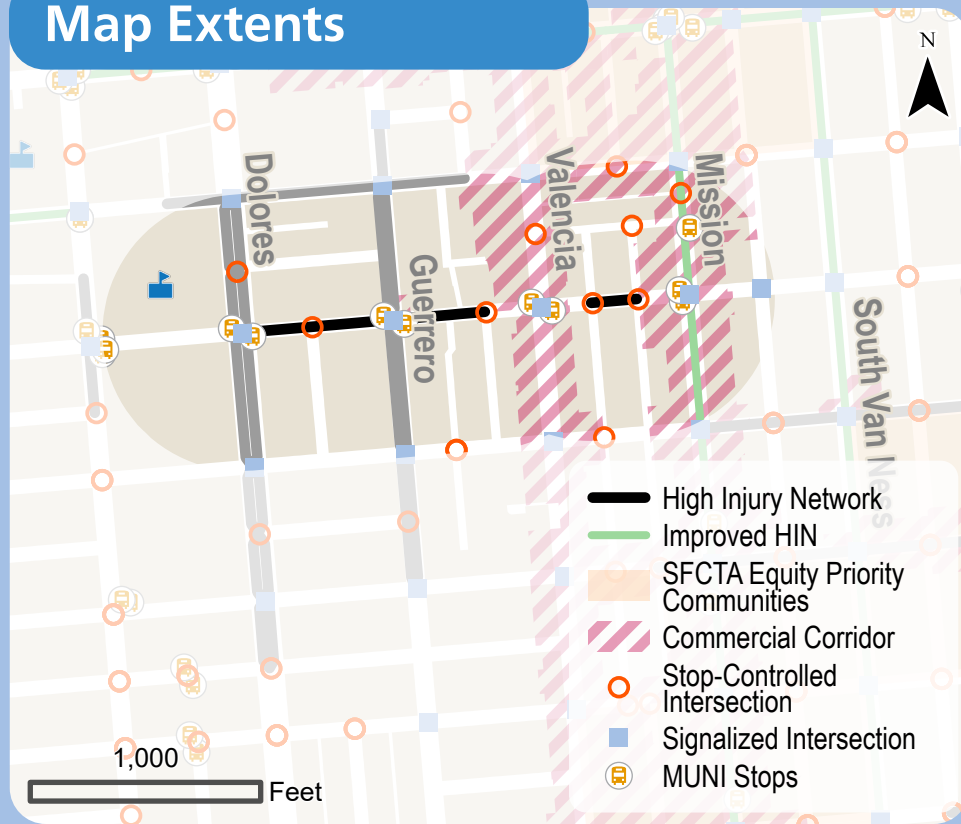 Map Extents
N
Dolores
Valencia
Mission
Guerrero
South Van Ness
High Injury Network
Improved HIN
SFCTA Equity Priority
Communities
Commercial Corridor
Stop-Controlled
Intersection
Signalized Intersection
MUNI Stops
1,000
Feet